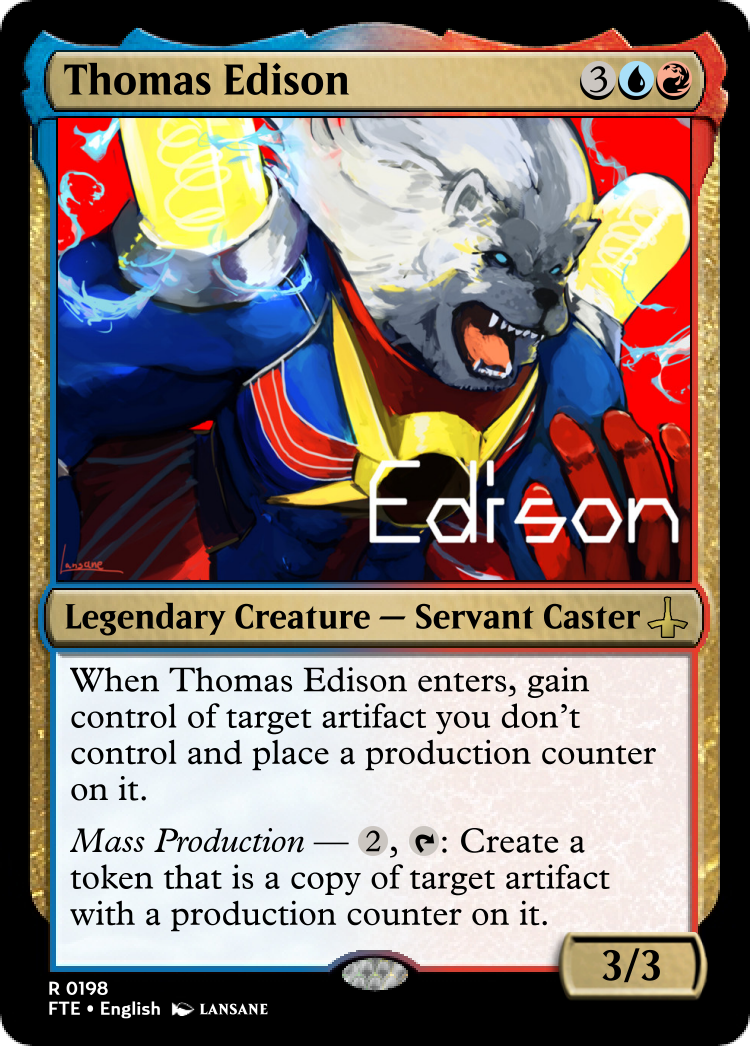 Thomas Edison 3
Edison
Lansane
Legendary Creature — Servant Caster
When Thomas Edison enters, gain
control of target artifact you don't
control and place a production counter
on it.
Mass Production — 2, : Create a
token that is a copy of target artifact
with a production counter on it.
3/3
R 0198
FTE • English LANSANE